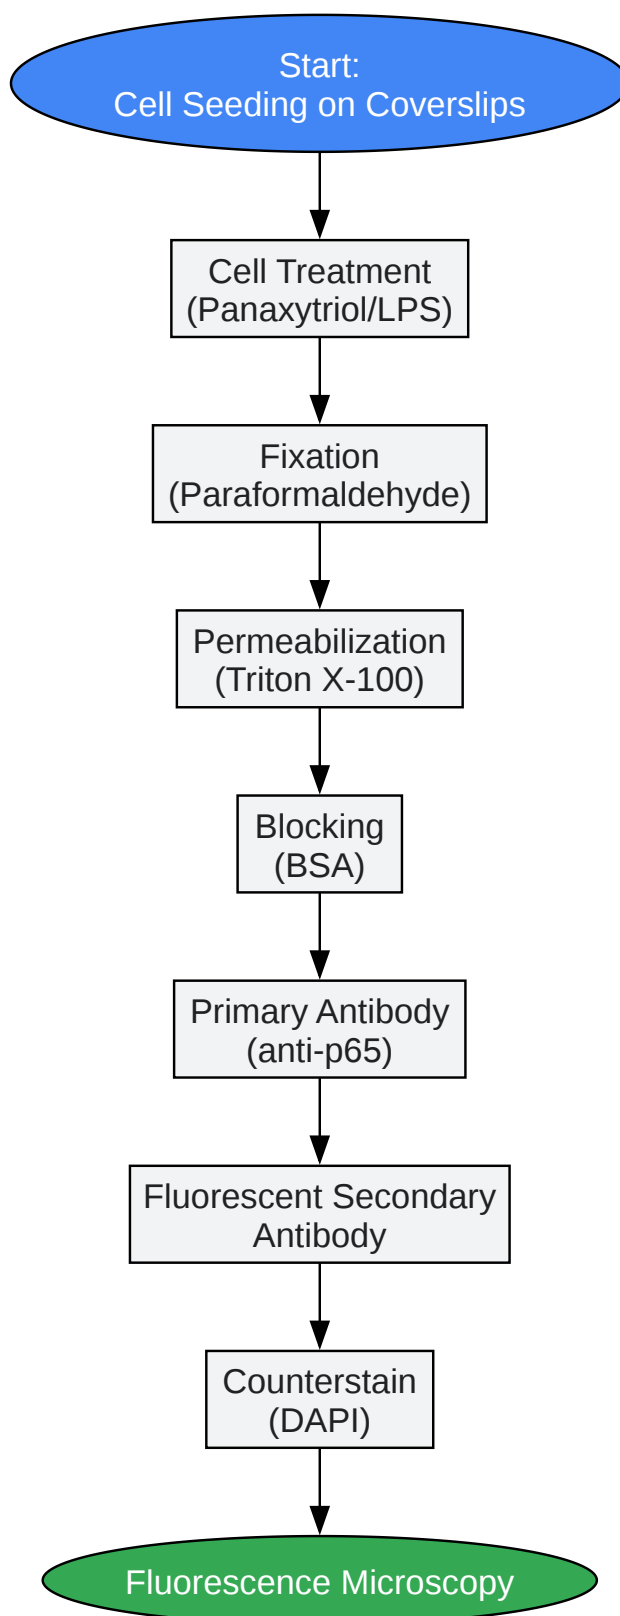 Start:
Cell Seeding on Coverslips
Cell Treatment
(Panaxytriol/LPS)
Fixation
(Paraformaldehyde)
Permeabilization
(Triton X-100)
Blocking
(BSA)
Primary Antibody
(anti-p65)
Fluorescent Secondary
Antibody
Counterstain
(DAPI)
Fluorescence Microscopy